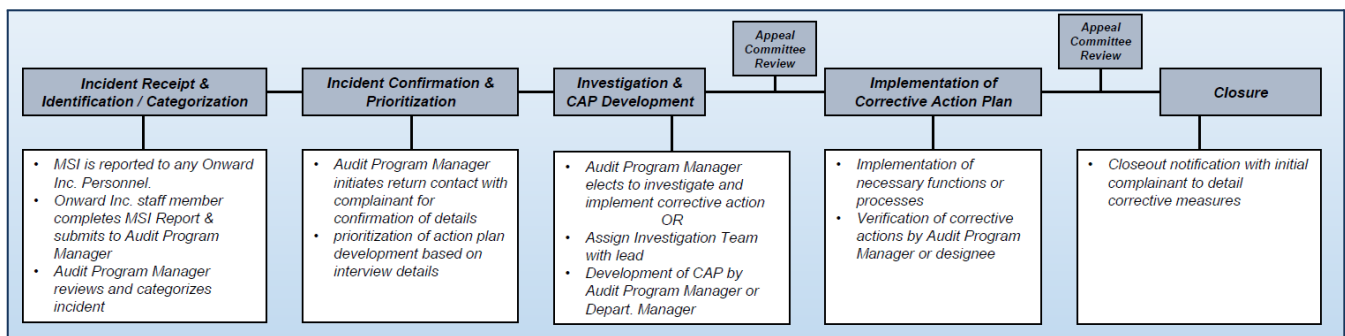 Appeal
Committee
Review
Appeal
Committee
Review
Incident Receipt &
Identification / Categorization
Incident Confirmation &
Prioritization
Investigation &
CAP Development
Implementation of
Corrective Action Plan
Closure
• MSI is reported to any Onward
Inc. Personnel.
• Onward Inc. staff member
completes MSI Report &
submits to Audit Program
Manager
• Audit Program Manager
reviews and categorizes
incident
• Audit Program Manager
initiates return contact with
complainant for
confirmation of details
• prioritization of action plan
development based on
interview details
• Audit Program Manager
elects to investigate and
implement corrective action
OR
• Assign Investigation Team
with lead
• Development of CAP by
Audit Program Manager or
Depart. Manager
• Implementation of
necessary functions or
processes
• Verification of corrective
actions by Audit Program
Manager or designee
• Closeout notification with initial
complainant to detail
corrective measures